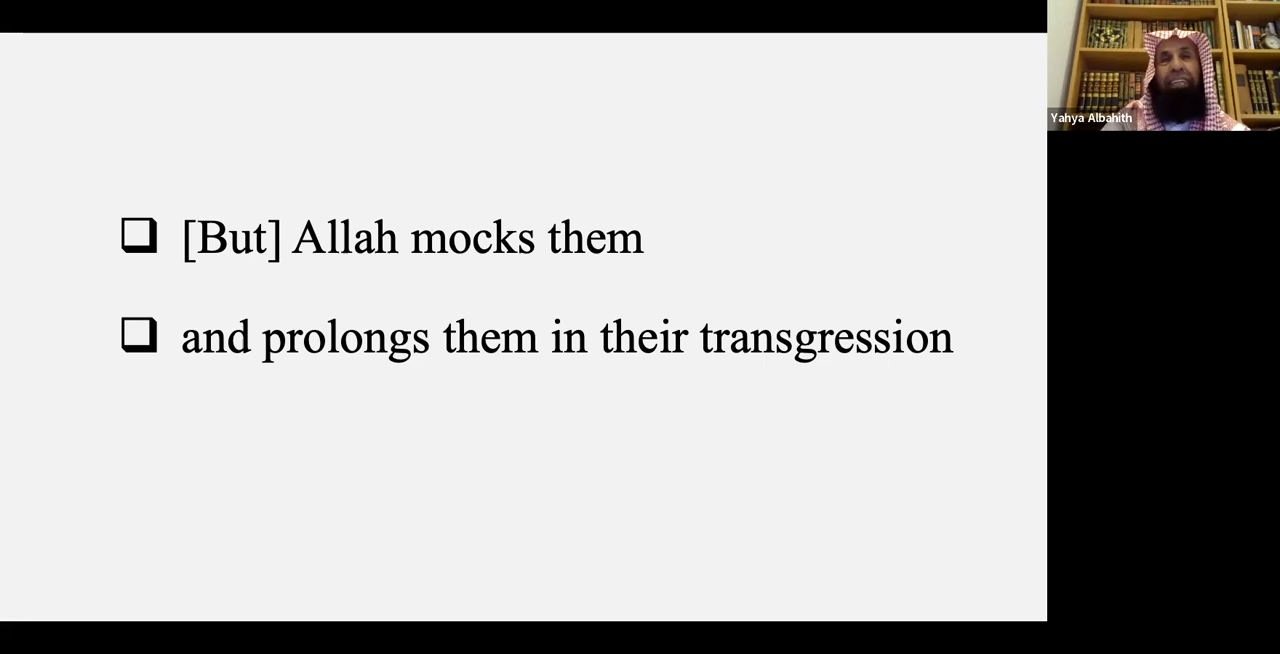 [But] Allah mocks them
and prolongs them in their transgression
Yahya Albahith